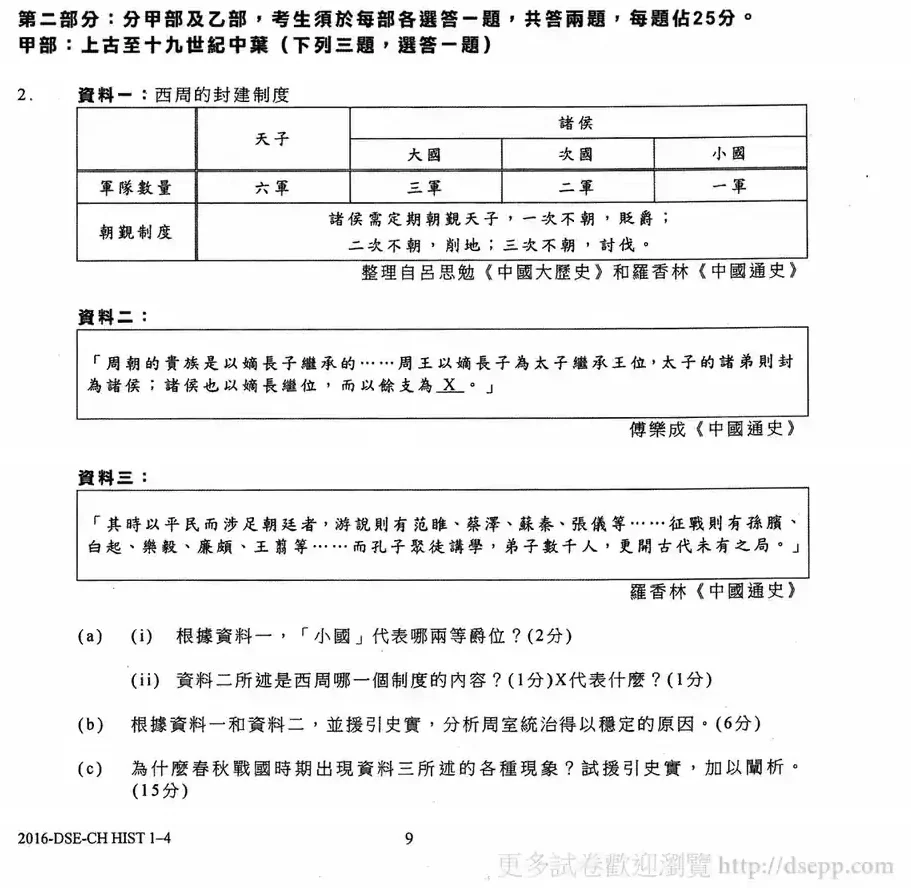 第二部分：分甲部及乙部，考生須於每部各選答一題，共答兩題，每題佔25分。
甲部：上古至十九世紀中葉（下列三題，選答一題）
2. 資料一：西周的封建制度
天子 諸侯
大國 次國 小國
軍隊數量 六軍 三軍 二軍 一軍
朝覲制度 諸侯需定期朝覲天子，一次不朝，貶爵；
二次不朝，削地；三次不朝，討伐。
整理自呂思勉《中國大歷史》和羅香林《中國通史》
資料二：
「周朝的貴族是以嫡長子繼承的……周王以嫡長子為太子繼承王位，太子的諸弟則封
為諸侯；諸侯也以嫡長繼位，而以餘支為 X 。」
傅樂成《中國通史》
資料三：
「其時以平民而涉足朝廷者，游說則有范睢、蔡澤、蘇秦、張儀等……征戰則有孫臏、
白起、樂毅、廉頗、王翦等……而孔子聚徒講學，弟子數千人，更開古代未有之局。」
羅香林《中國通史》
(a) (i) 根據資料一，「小國」代表哪兩等爵位？(2分)
(ii) 資料二所述是西周哪一個制度的內容？(1分)X代表什麼？(1分)
(b) 根據資料一和資料二，並援引史實，分析周室統治得以穩定的原因。(6分)
(c) 為什麼春秋戰國時期出現資料三所述的各種現象？試援引史實，加以闡析。
(15分)
2016-DSE-CH HIST 1–4 9
更多試卷歡迎瀏覽 http://dsepp.com